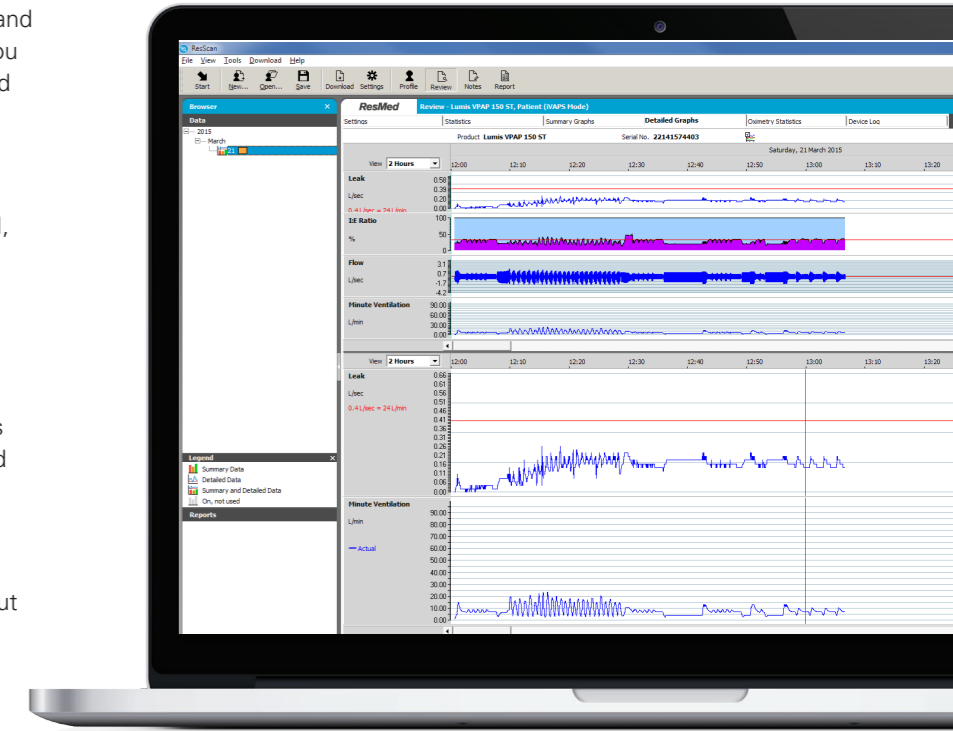 and
ou
d
,
s
d
ut
ResScan
File View Tools Download Help
Start New... Open... Save Download Settings Profile Review Notes Report
Browser ×
Data
2015
March
21
Legend ×
Summary Data
Detailed Data
Summary and Detailed Data
On, not used
Reports
ResMed Review - Lumis VPAP 150 ST, Patient (iVAPS Mode)
Settings Statistics Summary Graphs Detailed Graphs Oximetry Statistics Device Log
Product Lumis VPAP 150 ST Serial No. 22141574403
Saturday, 21 March 2015
View 2 Hours 12:00 12:10 12:20 12:30 12:40 12:50 13:00 13:10 13:20
Leak 0.58
0.39
L/sec 0.20
0.4 L/sec = 24 L/min 0.00
I:E Ratio 100
% 50
0
Flow 3.1
0.7
L/sec -1.7
-4.2
Minute Ventilation 90.00
60.00
L/min 30.00
0.00
View 2 Hours 12:00 12:10 12:20 12:30 12:40 12:50 13:00 13:10 13:20
Leak 0.66
0.61
L/sec 0.56
0.51
0.4 L/sec = 24 L/min 0.46
0.41
0.36
0.31
0.26
0.21
0.16
0.11
0.06
0.00
Minute Ventilation
90.00
L/min 80.00
70.00
Actual 60.00
50.00
40.00
30.00
20.00
10.00
0.00